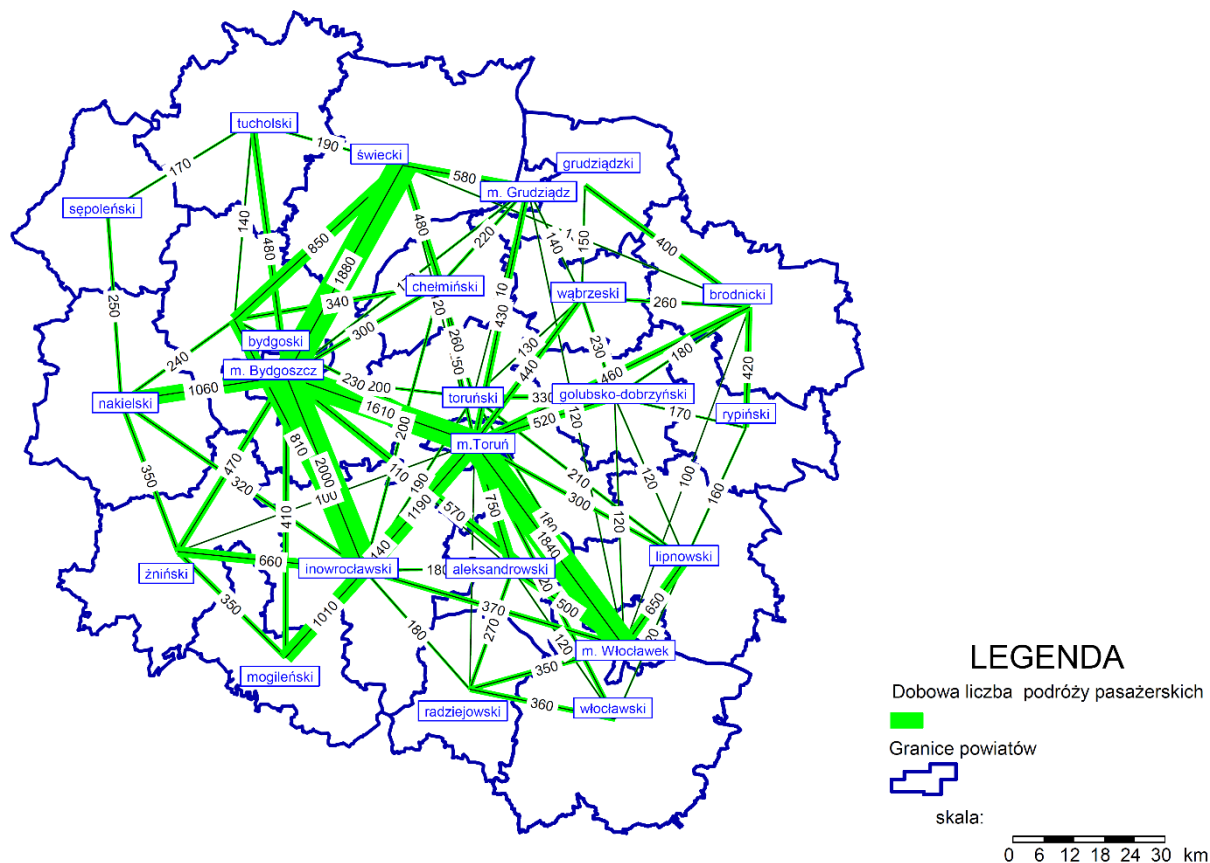 tucholski
190
świecki
170
grudziądzki
580
m. Grudziądz
sępoleński
140
480
850
480
220
140
150
400
1880
250
chełmiński
10
wąbrzeski
brodnicki
340
260
430
300
260
130
230
180
bydgoski
240
m. Bydgoszcz
440
420
1060
230
200
toruński
330
460
golubsko-dobrzyński
nakielski
1610
520
170
rypiński
m.Toruń
810
200
120
470
350
2000
110
210
100
120
320
100
190
300
160
1190
570
750
180
410
140
1840
120
lipnowski
żniński
660
inowrocławski
180
aleksandrowski
350
1010
370
500
650
180
270
120
m. Włocławek
mogileński
350
radziejowski
360
włocławski
LEGENDA
Dobowa liczba podróży pasażerskich
Granice powiatów
skala:
0 6 12 18 24 30 km